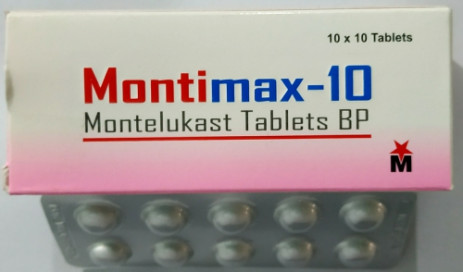 10 x 10 Tablets
Montimax-10
Montelukast Tablets BP
M